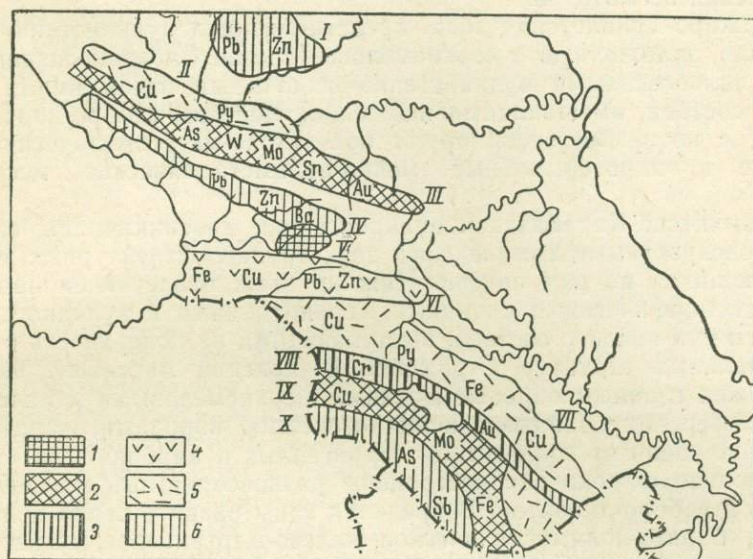 I
Pb Zn
II
Cu
Py
As W Mo Sn Au
III
Pb Zn Ba
IV
V
Fe Cu Pb Zn
VI
Cu Py Fe Cu
VII
VIII
Cr Au
IX
Cu Mo Fe
X
As Sb
1 4
2 5
3 6